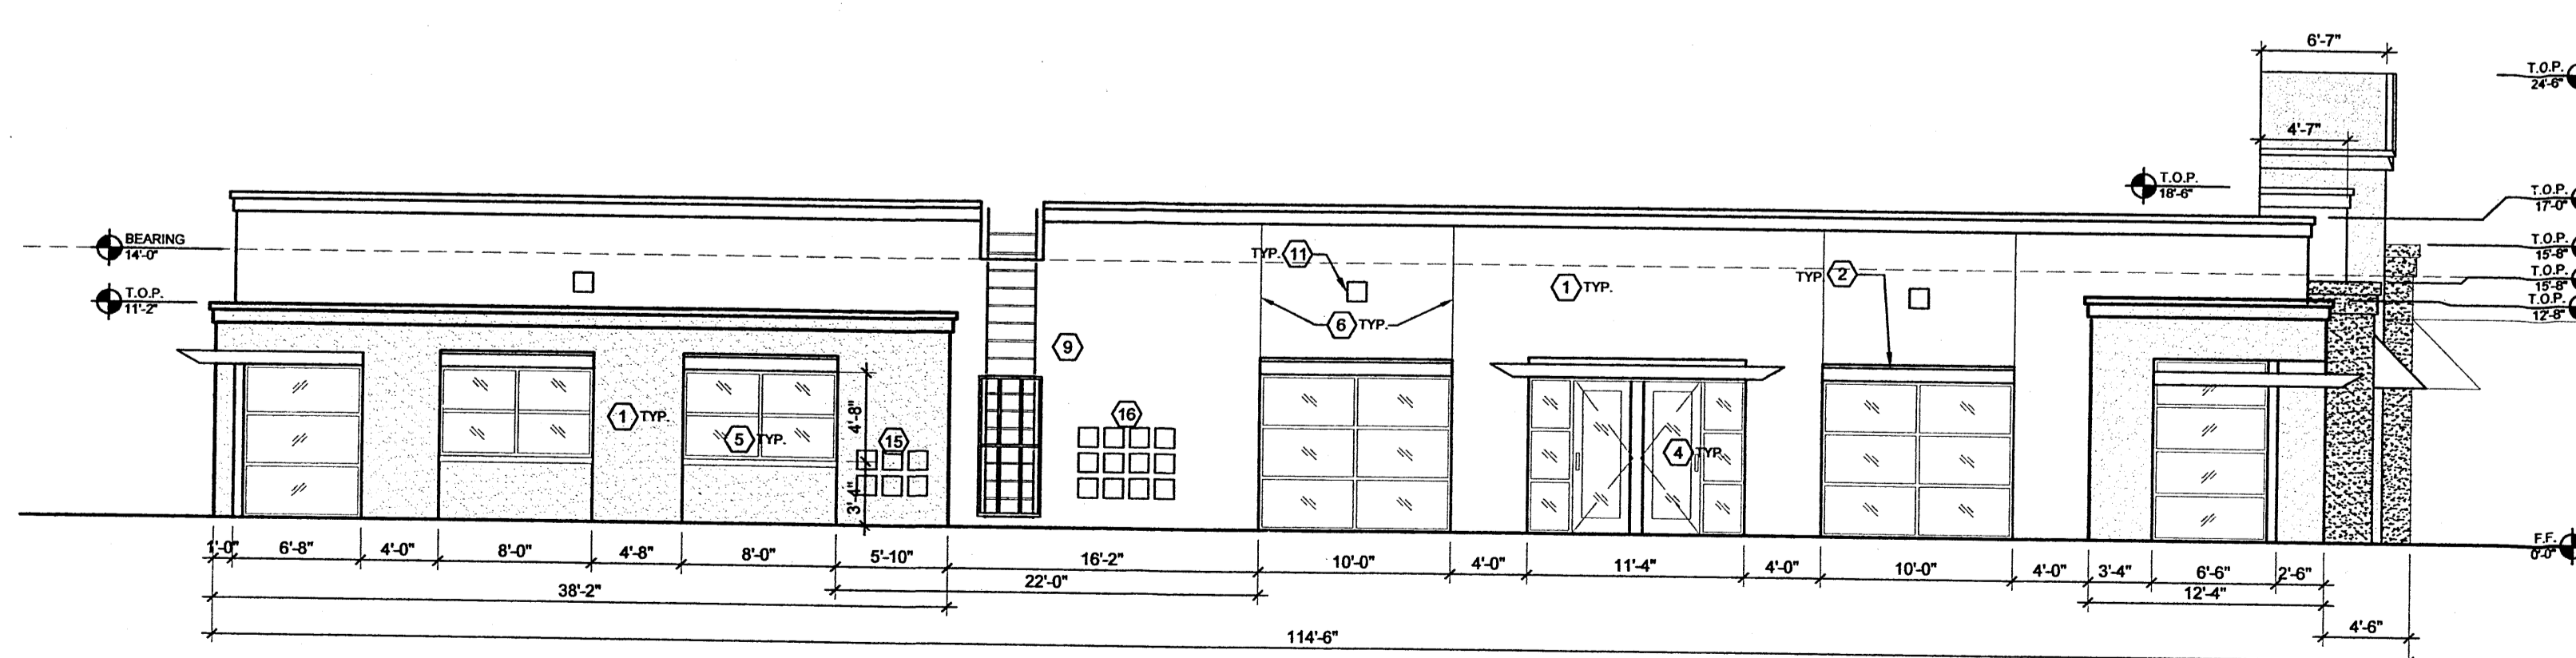 6'-7"
T.O.P.
24'-6"
4'-7"
T.O.P.
18'-6"
T.O.P.
17'-0"
BEARING
14'-0"
T.O.P.
15'-8"
TYP. 11
1 TYP.
TYP 2
T.O.P.
15'-8"
T.O.P.
11'-2"
T.O.P.
12'-8"
6 TYP.
9
1 TYP.
5 TYP.
4'-8"
15
16
4 TYP.
3'-4"
F.F.
0'-0"
1'-0" 6'-8" 4'-0" 8'-0" 4'-8" 8'-0" 5'-10" 16'-2" 10'-0" 4'-0" 11'-4" 4'-0" 10'-0" 4'-0" 3'-4" 6'-6" 2'-6"
38'-2" 22'-0" 12'-4"
114'-6" 4'-6"